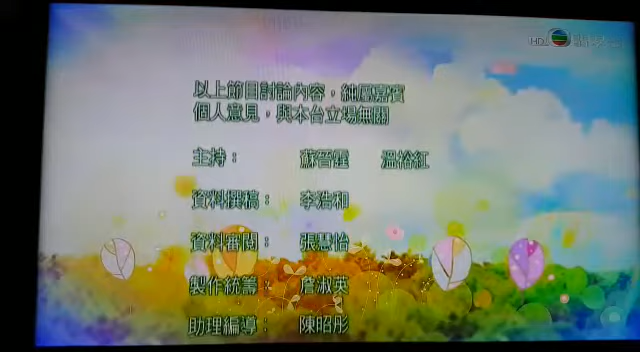 HD
以上節目討論內容，純屬嘉賓
個人意見，與本台立場無關
主持： 蘇晉霆 溫裕紅
資料撰稿： 李浩和
資料審閱： 張慧怡
製作統籌： 詹淑英
助理編導： 陳昭彤